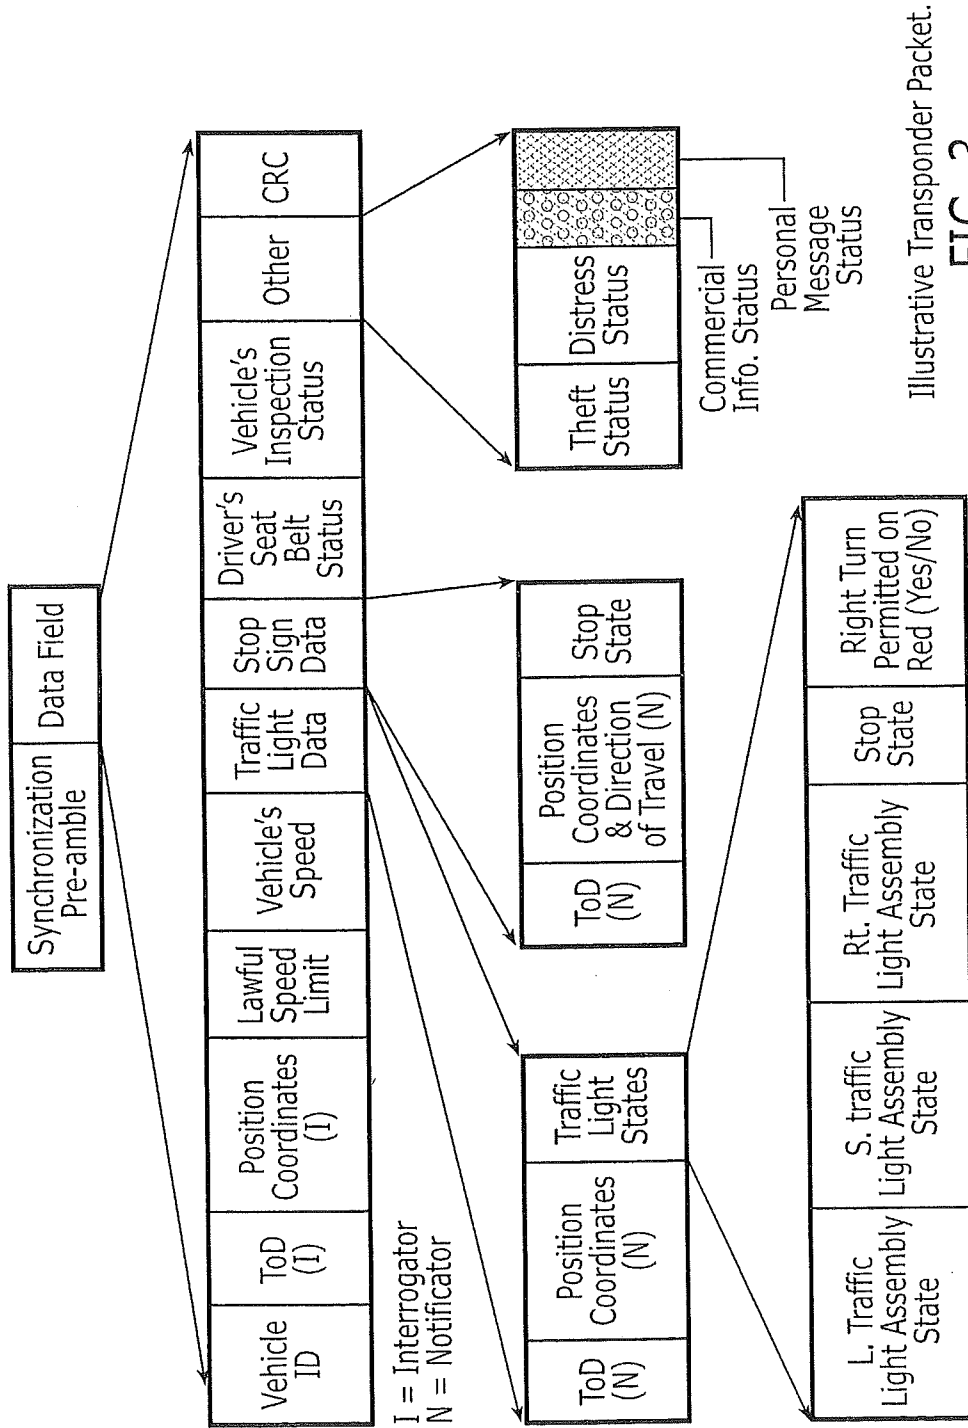 Synchronization
Pre-amble
Data Field
Vehicle
ID
ToD
(I)
Position
Coordinates
(I)
Lawful
Speed
Limit
Vehicle's
Speed
Traffic
Light
Data
Stop
Sign
Data
Driver's
Seat
Belt
Status
Vehicle's
Inspection
Status
Other
CRC
I = Interrogator
N = Notificator
ToD
(N)
Position
Coordinates
(N)
Traffic
Light
States
ToD
(N)
Position
Coordinates
& Direction
of Travel (N)
Stop
State
Theft
Status
Distress
Status
Commercial
Info. Status
Personal
Message
Status
L. Traffic
Light Assembly
State
S. traffic
Light Assembly
State
Rt. Traffic
Light Assembly
State
Stop
State
Right Turn
Permitted on
Red (Yes/No)
Illustrative Transponder Packet.